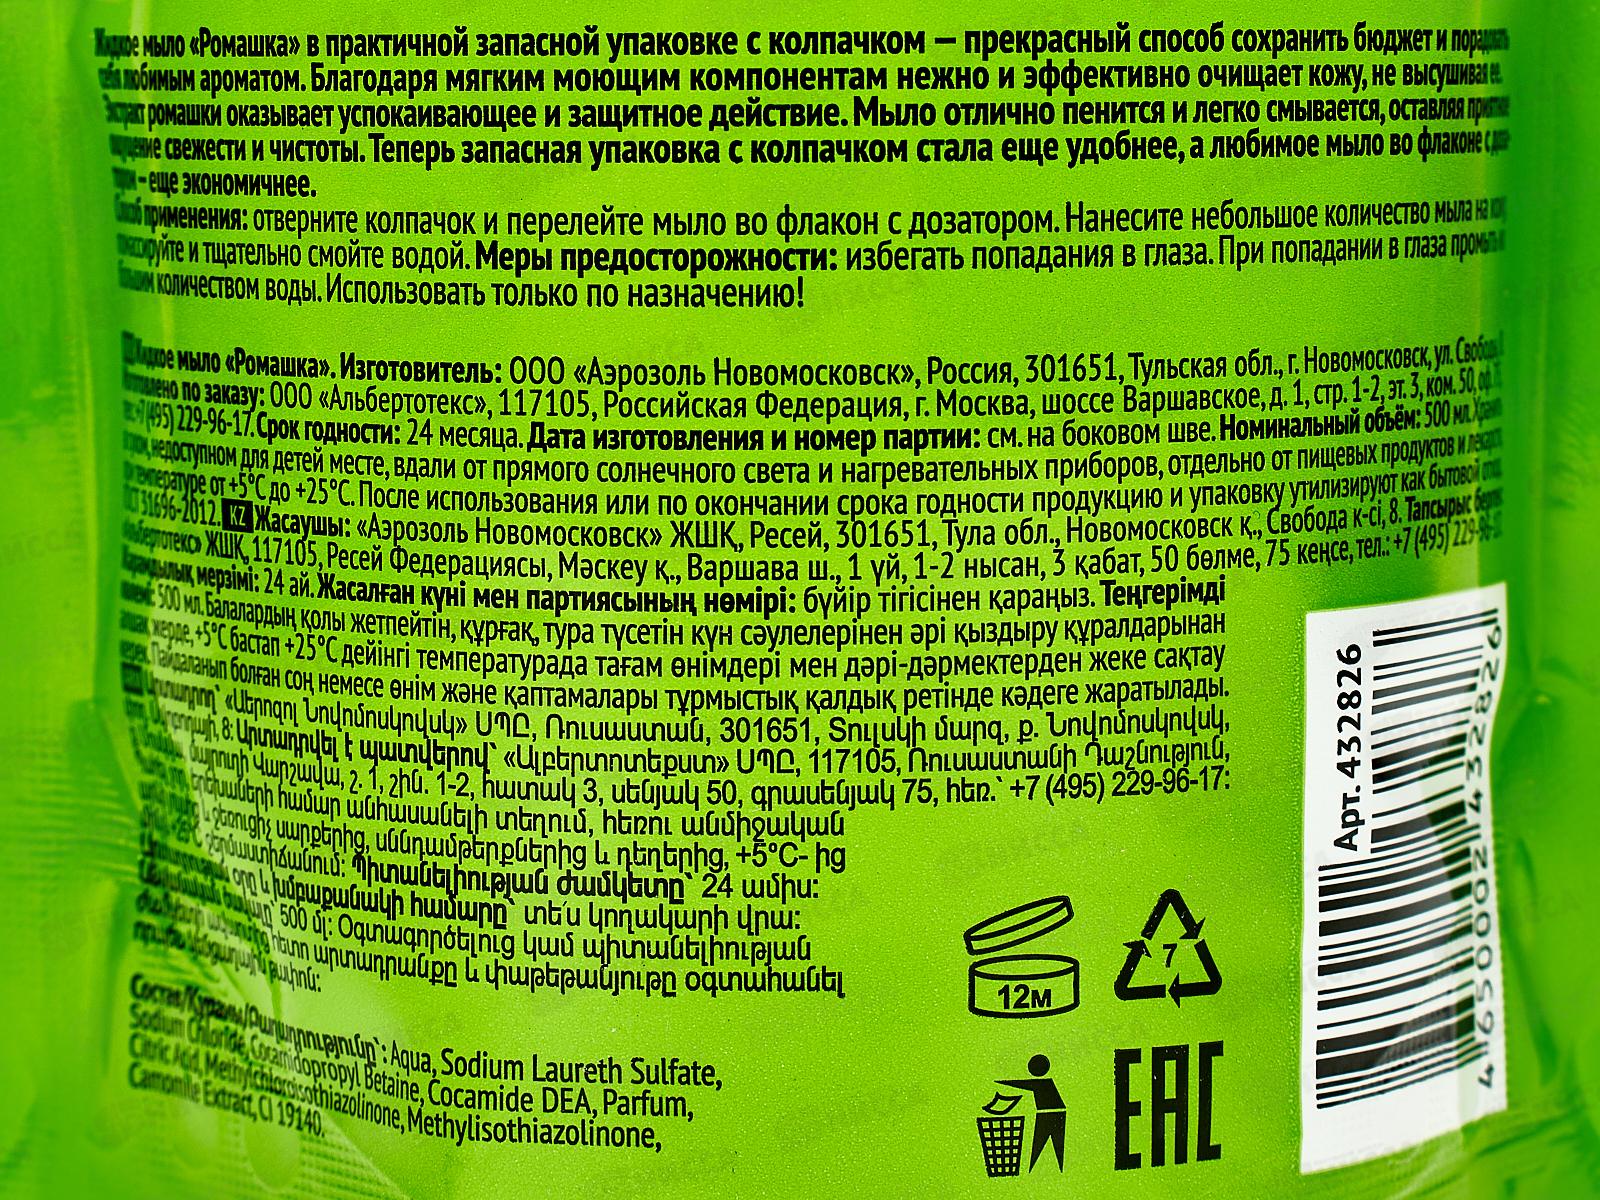 Жидкое мыло «Ромашка» в практичной запасной упаковке с колпачком – прекрасный способ сохранить бюджет и порадовать
себя любимым ароматом. Благодаря мягким моющим компонентам нежно и эффективно очищает кожу, не высушивая ее.
Экстракт ромашки оказывает успокаивающее и защитное действие. Мыло отлично пенится и легко смывается, оставляя приятное
ощущение свежести и чистоты. Теперь запасная упаковка с колпачком стала еще удобнее, а любимое мыло во флаконе с доза-
тором – еще экономичнее.
Способ применения: отверните колпачок и перелейте мыло во флакон с дозатором. Нанесите небольшое количество мыла на кожу,
помассируйте и тщательно смойте водой. Меры предосторожности: избегать попадания в глаза. При попадании в глаза промыть
большим количеством воды. Использовать только по назначению!
Жидкое мыло «Ромашка». Изготовитель: ООО «Аэрозоль Новомосковск», Россия, 301651, Тульская обл., г. Новомосковск, ул. Свободы,
Изготовлено по заказу: ООО «Альбертотекс», 117105, Российская Федерация, г. Москва, шоссе Варшавское, д. 1, стр. 1-2, эт. 3, ком. 50,
тел.: +7 (495) 229-96-17. Срок годности: 24 месяца. Дата изготовления и номер партии: см. на боковом шве. Номинальный объём: 500 мл.
недоступном для детей месте, вдали от прямого солнечного света и нагревательных приборов, отдельно от пищевых продуктов и лекарств
при температуре от +5°С до +25°С. После использования или по окончании срока годности продукцию и упаковку утилизируют как бытовой
ГОСТ 31696-2012. KZ Жасаушы: «Аэрозоль Новомосковск» ЖШҚ, Ресей, 301651, Тула обл., Новомосковск қ., Свобода к-сі, 8. Тапсырыс
«Альбертотекс» ЖШҚ, 117105, Ресей Федерациясы, Мәскеу қ., Варшава ш., 1 үй, 1-2 нысан, 3 қабат, 50 бөлме, 75 кеңсе, тел.: +7 (495) 229-96-
Жарамдылық мерзімі: 24 ай. Жасалған күні мен партиясының нөмірі: бүйір тігісінен қараңыз. Теңгерімді
көлемі: 500 мл. Балалардың қолы жетпейтін, құрғақ, тура түсетін күн сәулелерінен әрі қыздыру құралдарынан
жерде, +5°С бастап +25°С дейінгі температурада тағам өнімдері мен дәрі-дәрмектерден жеке сақтау
керек. Пайдаланып болған соң немесе өнім және қаптамалары тұрмыстық қалдық ретінде кәдеге жаратылады.
Արտադրող՝ «Աերոզոլ Նովոմոսկովսկ» ՍՊԸ, Ռուսաստան, 301651, Տուլսկի մարզ, ք. Նովոմոսկովսկ,
8: Արտադրվել է պատվերով՝ «Ալբերտոտեքստ» ՍՊԸ, 117105, Ռուսաստանի Դաշնություն,
Վարշավա, շ. 1, շին. 1-2, հատակ 3, սենյակ 50, գրասենյակ 75, հեռ.՝ +7 (495) 229-96-17:
երեխաների համար անհասանելի տեղում, հեռու անմիջական
ջեռուցիչ սարքերից, սննդամթերքներից և դեղերից, +5°C- ից
ջերմաստիճանում: Պիտանելիության ժամկետը՝ 24 ամիս:
օրը և խմբաքանակի համարը՝ տե՛ս կողակարի վրա:
500 մլ: Օգտագործելուց կամ պիտանելիության
հետո արտադրանքը և փաթեթանյութը օգտահանել
թափոն:
Состав/Құрамы/Բաղադրությունը՝: Aqua, Sodium Laureth Sulfate,
Sodium Chloride, Cocamidopropyl Betaine, Cocamide DEA, Parfum,
Citric Acid, Methylchloroisothiazolinone, Methylisothiazolinone,
Camomile Extract, CI 19140.
12м
7
EAC
Арт. 432826
4650002432826